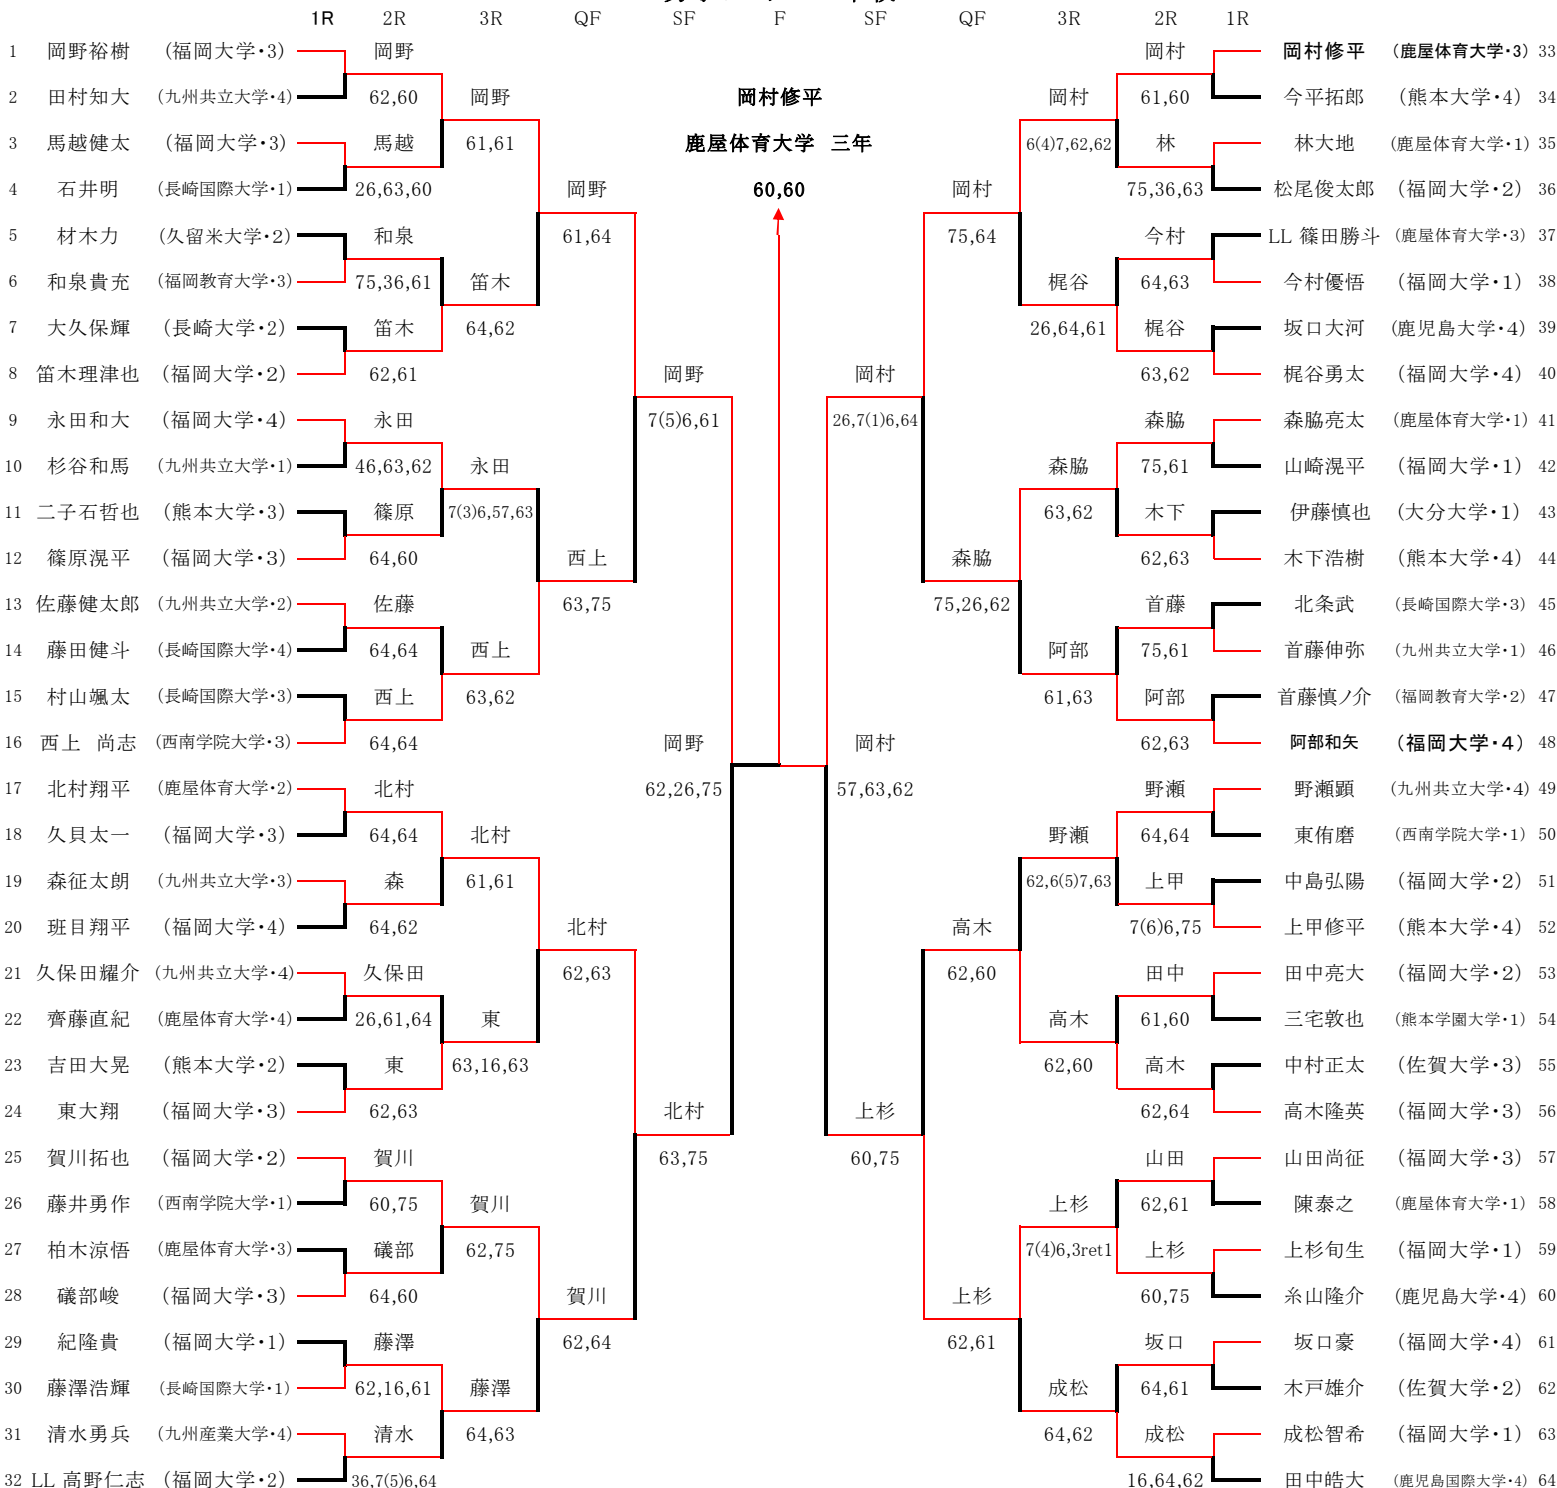 1R 2R 3R QF SF F SF QF 3R 2R 1R
1 岡野裕樹 (福岡大学・3) 岡野 岡村 岡村修平 (鹿屋体育大学・3) 33
2 田村知大 (九州共立大学・4) 62,60 岡野 岡村修平 岡村 61,60 今平拓郎 (熊本大学・4) 34
3 馬越健太 (福岡大学・3) 馬越 61,61 鹿屋体育大学 三年 6(4)7,62,62 林 林大地 (鹿屋体育大学・1) 35
4 石井明 (長崎国際大学・1) 26,63,60 岡野 60,60 岡村 75,36,63 松尾俊太郎 (福岡大学・2) 36
5 材木力 (久留米大学・2) 和泉 61,64 75,64 今村 LL 篠田勝斗 (鹿屋体育大学・3) 37
6 和泉貴充 (福岡教育大学・3) 75,36,61 笛木 梶谷 64,63 今村優悟 (福岡大学・1) 38
7 大久保輝 (長崎大学・2) 笛木 64,62 26,64,61 梶谷 坂口大河 (鹿児島大学・4) 39
8 笛木理津也 (福岡大学・2) 62,61 岡野 岡村 63,62 梶谷勇太 (福岡大学・4) 40
9 永田和大 (福岡大学・4) 永田 7(5)6,61 26,7(1)6,64 森脇 森脇亮太 (鹿屋体育大学・1) 41
10 杉谷和馬 (九州共立大学・1) 46,63,62 永田 森脇 75,61 山崎滉平 (福岡大学・1) 42
11 二子石哲也 (熊本大学・3) 篠原 7(3)6,57,63 63,62 木下 伊藤慎也 (大分大学・1) 43
12 篠原滉平 (福岡大学・3) 64,60 西上 森脇 62,63 木下浩樹 (熊本大学・4) 44
13 佐藤健太郎 (九州共立大学・2) 佐藤 63,75 75,26,62 首藤 北条武 (長崎国際大学・3) 45
14 藤田健斗 (長崎国際大学・4) 64,64 西上 阿部 75,61 首藤伸弥 (九州共立大学・1) 46
15 村山颯太 (長崎国際大学・3) 西上 63,62 61,63 阿部 首藤慎ノ介 (福岡教育大学・2) 47
16 西上 尚志 (西南学院大学・3) 64,64 岡野 岡村 62,63 阿部和矢 (福岡大学・4) 48
17 北村翔平 (鹿屋体育大学・2) 北村 62,26,75 57,63,62 野瀬 野瀬顕 (九州共立大学・4) 49
18 久貝太一 (福岡大学・3) 64,64 北村 野瀬 64,64 東侑磨 (西南学院大学・1) 50
19 森征太朗 (九州共立大学・3) 森 61,61 62,6(5)7,63 上甲 中島弘陽 (福岡大学・2) 51
20 班目翔平 (福岡大学・4) 64,62 北村 高木 7(6)6,75 上甲修平 (熊本大学・4) 52
21 久保田耀介 (九州共立大学・4) 久保田 62,63 62,60 田中 田中亮大 (福岡大学・2) 53
22 齊藤直紀 (鹿屋体育大学・4) 26,61,64 東 高木 61,60 三宅敦也 (熊本学園大学・1) 54
23 吉田大晃 (熊本大学・2) 東 63,16,63 62,60 高木 中村正太 (佐賀大学・3) 55
24 東大翔 (福岡大学・3) 62,63 北村 上杉 62,64 高木隆英 (福岡大学・3) 56
25 賀川拓也 (福岡大学・2) 賀川 63,75 60,75 山田 山田尚征 (福岡大学・3) 57
26 藤井勇作 (西南学院大学・1) 60,75 賀川 上杉 62,61 陳泰之 (鹿屋体育大学・1) 58
27 柏木涼悟 (鹿屋体育大学・3) 礒部 62,75 7(4)6,3ret1 上杉 上杉旬生 (福岡大学・1) 59
28 礒部峻 (福岡大学・3) 64,60 賀川 上杉 60,75 糸山隆介 (鹿児島大学・4) 60
29 紀隆貴 (福岡大学・1) 藤澤 62,64 62,61 坂口 坂口豪 (福岡大学・4) 61
30 藤澤浩輝 (長崎国際大学・1) 62,16,61 藤澤 成松 64,61 木戸雄介 (佐賀大学・2) 62
31 清水勇兵 (九州産業大学・4) 清水 64,63 64,62 成松 成松智希 (福岡大学・1) 63
32 LL 高野仁志 (福岡大学・2) 36,7(5)6,64 16,64,62 田中皓大 (鹿児島国際大学・4) 64